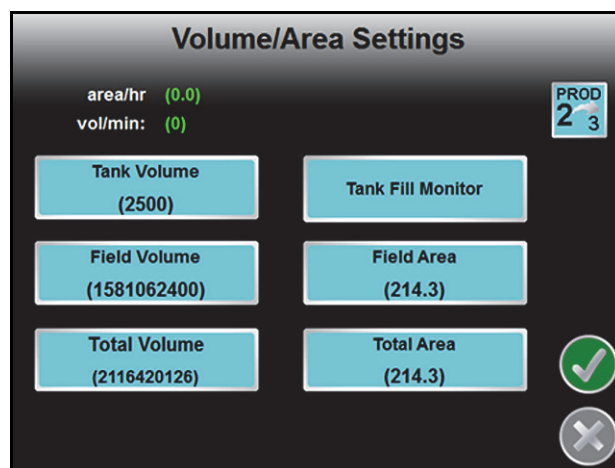 Volume/Area Settings
area/hr (0.0)
vol/min: (0)
PROD
2 3
Tank Volume
(2500)
Tank Fill Monitor
Field Volume
(1581062400)
Field Area
(214.3)
Total Volume
(2116420126)
Total Area
(214.3)